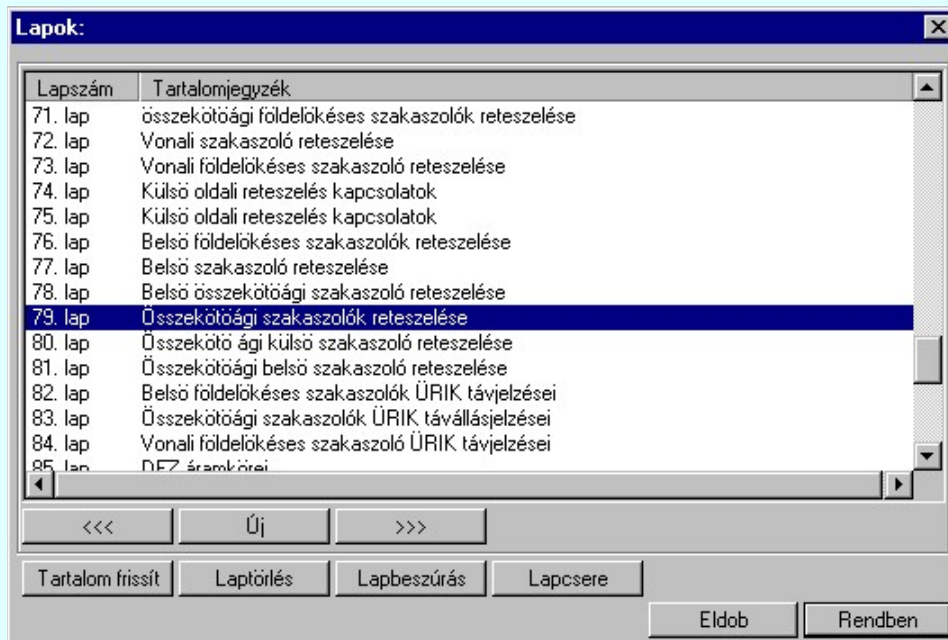 Lapok:
Lapszám Tartalomjegyzék
71. lap összekötöági földelökéses szakaszolók reteszelése
72. lap Vonali szakaszoló reteszelése
73. lap Vonali földelökéses szakaszoló reteszelése
74. lap Külsö oldali reteszelés kapcsolatok
75. lap Külsö oldali reteszelés kapcsolatok
76. lap Belsö földelökéses szakaszolók reteszelése
77. lap Belsö szakaszoló reteszelése
78. lap Belsö összekötöági szakaszoló reteszelése
79. lap Összekötöági szakaszolók reteszelése
80. lap Összekötö ági külsö szakaszoló reteszelése
81. lap Összekötöági belsö szakaszoló reteszelése
82. lap Belsö földelökéses szakaszolók ÜRIK távjelzései
83. lap Összekötöági szakaszolók ÜRIK távállásjelzései
84. lap Vonali földelökéses szakaszoló ÜRIK távjelzései
85. lap DEZ áramkörei
<<< Új >>>
Tartalom frissít Laptörlés Lapbeszúrás Lapcsere
Eldob Rendben